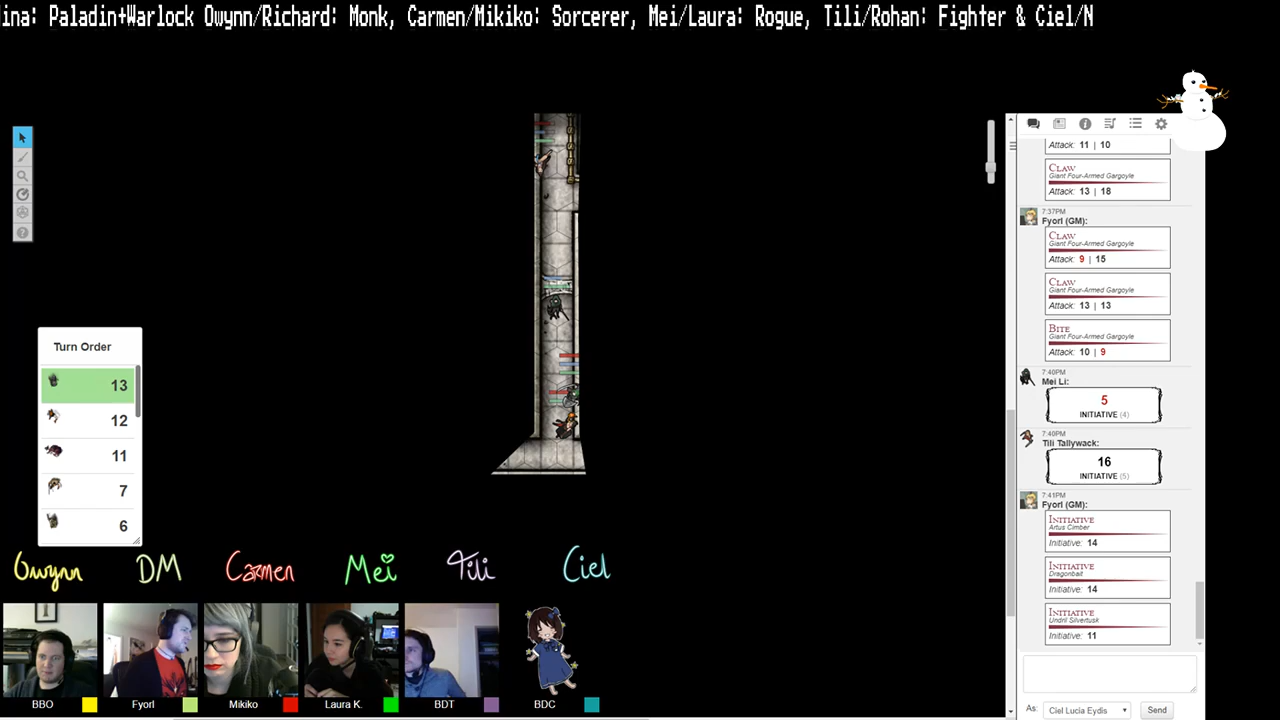 ina: Paladin+Warlock Owynn/Richard: Monk, Carmen/Mikiko: Sorcerer, Mei/Laura: Rogue, Tili/Rohan: Fighter & Ciel/N
Attack: 11 | 10
CLAW
Giant Four-Armed Gargoyle
Attack: 13 | 18
7:37PM
Fyorl (GM):
CLAW
Giant Four-Armed Gargoyle
Attack: 9 | 15
CLAW
Giant Four-Armed Gargoyle
Attack: 13 | 13
BITE
Giant Four-Armed Gargoyle
Attack: 10 | 9
7:40PM
Mei Li:
5
INITIATIVE (4)
7:40PM
Tili Tallywack:
16
INITIATIVE (5)
7:41PM
Fyorl (GM):
INITIATIVE
Artus Cimber
Initiative: 14
INITIATIVE
Dragonbait
Initiative: 14
INITIATIVE
Undril Silvertusk
Initiative: 11
As: Ciel Lucia Eydis Send
Turn Order
13
12
11
7
6
Owynn DM Carmen Mei Tili Ciel
BBO Fyorl Mikiko Laura K. BDT BDC